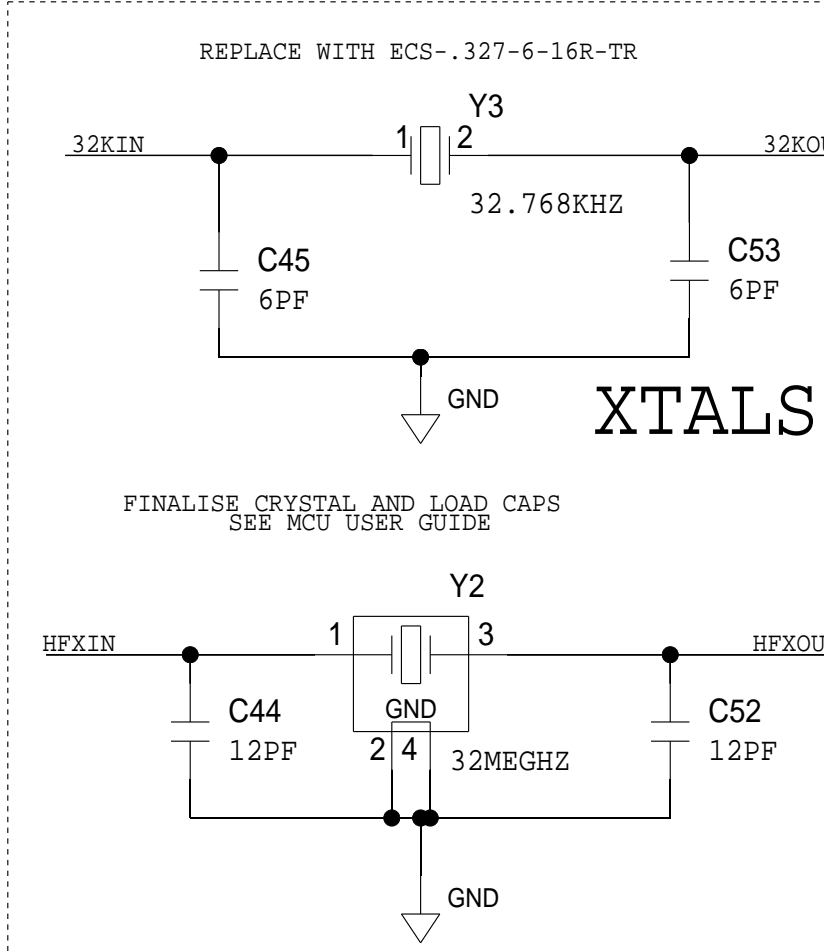 REPLACE WITH ECS-.327-6-16R-TR
Y3
32KIN
1
2
32KOU
32.768KHZ
C45
6PF
C53
6PF
GND
XTALS
FINALISE CRYSTAL AND LOAD CAPS
SEE MCU USER GUIDE
Y2
HFXIN
1
3
HFXOU
C44
12PF
GND
2 4
32MEGHZ
C52
12PF
GND